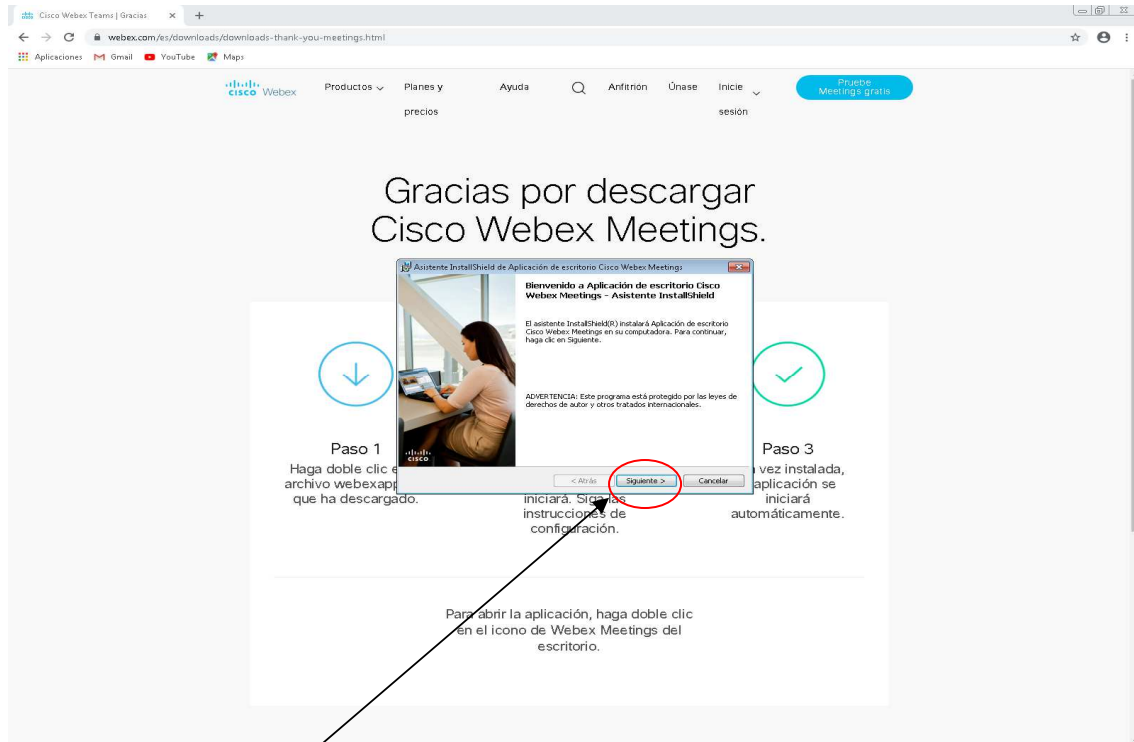 Cisco Webex Teams | Gracias
webex.com/es/downloads/downloads-thank-you-meetings.html
Aplicaciones Gmail YouTube Maps
cisco Webex Productos Planes y precios Ayuda Anfitrión Únase Inicie sesión Pruebe Meetings gratis
Gracias por descargar
Cisco Webex Meetings.
Asistente InstallShield de Aplicación de escritorio Cisco Webex Meetings
Bienvenido a Aplicación de escritorio Cisco
Webex Meetings - Asistente InstallShield
El asistente InstallShield(R) instalará Aplicación de escritorio
Cisco Webex Meetings en su computadora. Para continuar,
haga clic en Siguiente.
ADVERTENCIA: Este programa está protegido por las leyes de
derechos de autor y otros tratados internacionales.
cisco
< Atrás Siguiente > Cancelar
Paso 1
Haga doble clic e
archivo webexapp
que ha descargado.
iniciará. Siga las
instrucciones de
configuración.
Paso 3
vez instalada,
aplicación se
iniciará
automáticamente.
Para abrir la aplicación, haga doble clic
en el icono de Webex Meetings del
escritorio.